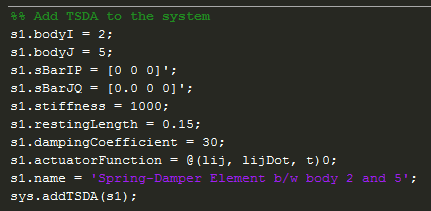 %% Add TSDA to the system
s1.bodyI = 2;
s1.bodyJ = 5;
s1.sBarIP = [0 0 0]';
s1.sBarJQ = [0.0 0 0]';
s1.stiffness = 1000;
s1.restingLength = 0.15;
s1.dampingCoefficient = 30;
s1.actuatorFunction = @(lij, lijDot, t)0;
s1.name = 'Spring-Damper Element b/w body 2 and 5';
sys.addTSDA(s1);